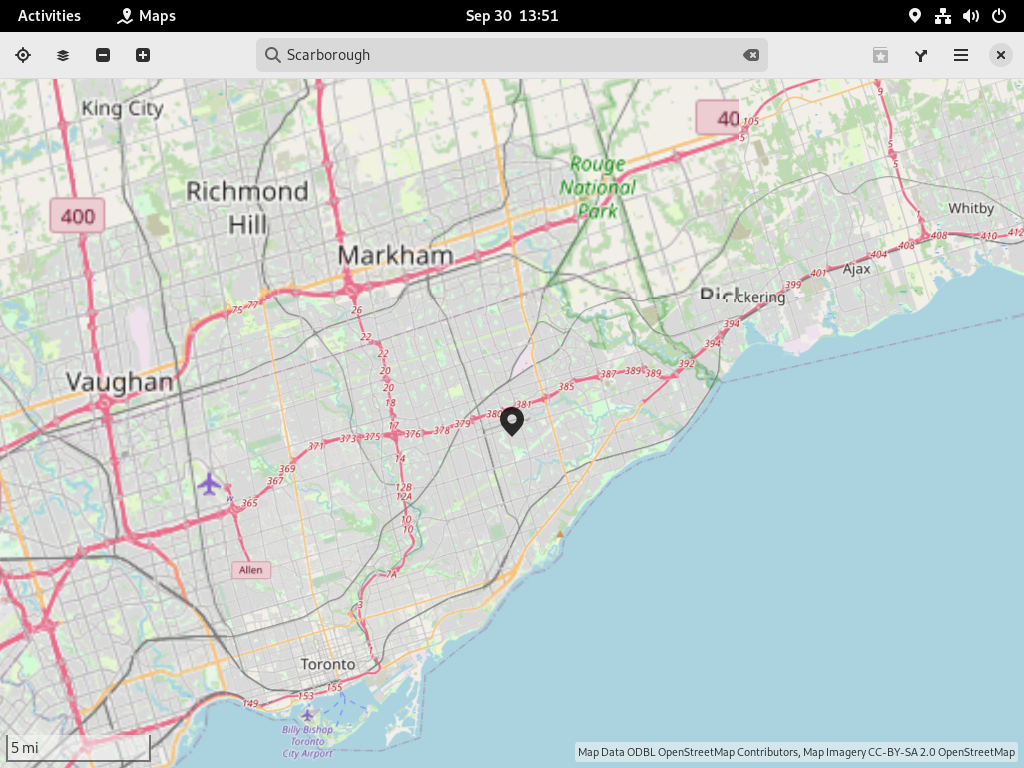 Activities
Maps
Sep 30 13:51
Scarborough
King City
Richmond
Hill
400
40
105
5
9
5
5
1
Rouge
National
Park
Whitby
408
410
412
Markham
404
408
Ajax
401
399
Pickering
394
394
392
75
77
26
22
22
20
20
18
17
387
389
389
385
381
380
379
378
376
375
373
371
Vaughan
369
367
365
14
12B
12A
10
10
Allen
7A
3
1
Toronto
155
153
149
Billy Bishop
Toronto
City Airport
5 mi
Map Data ODBL OpenStreetMap Contributors, Map Imagery CC-BY-SA 2.0 OpenStreetMap